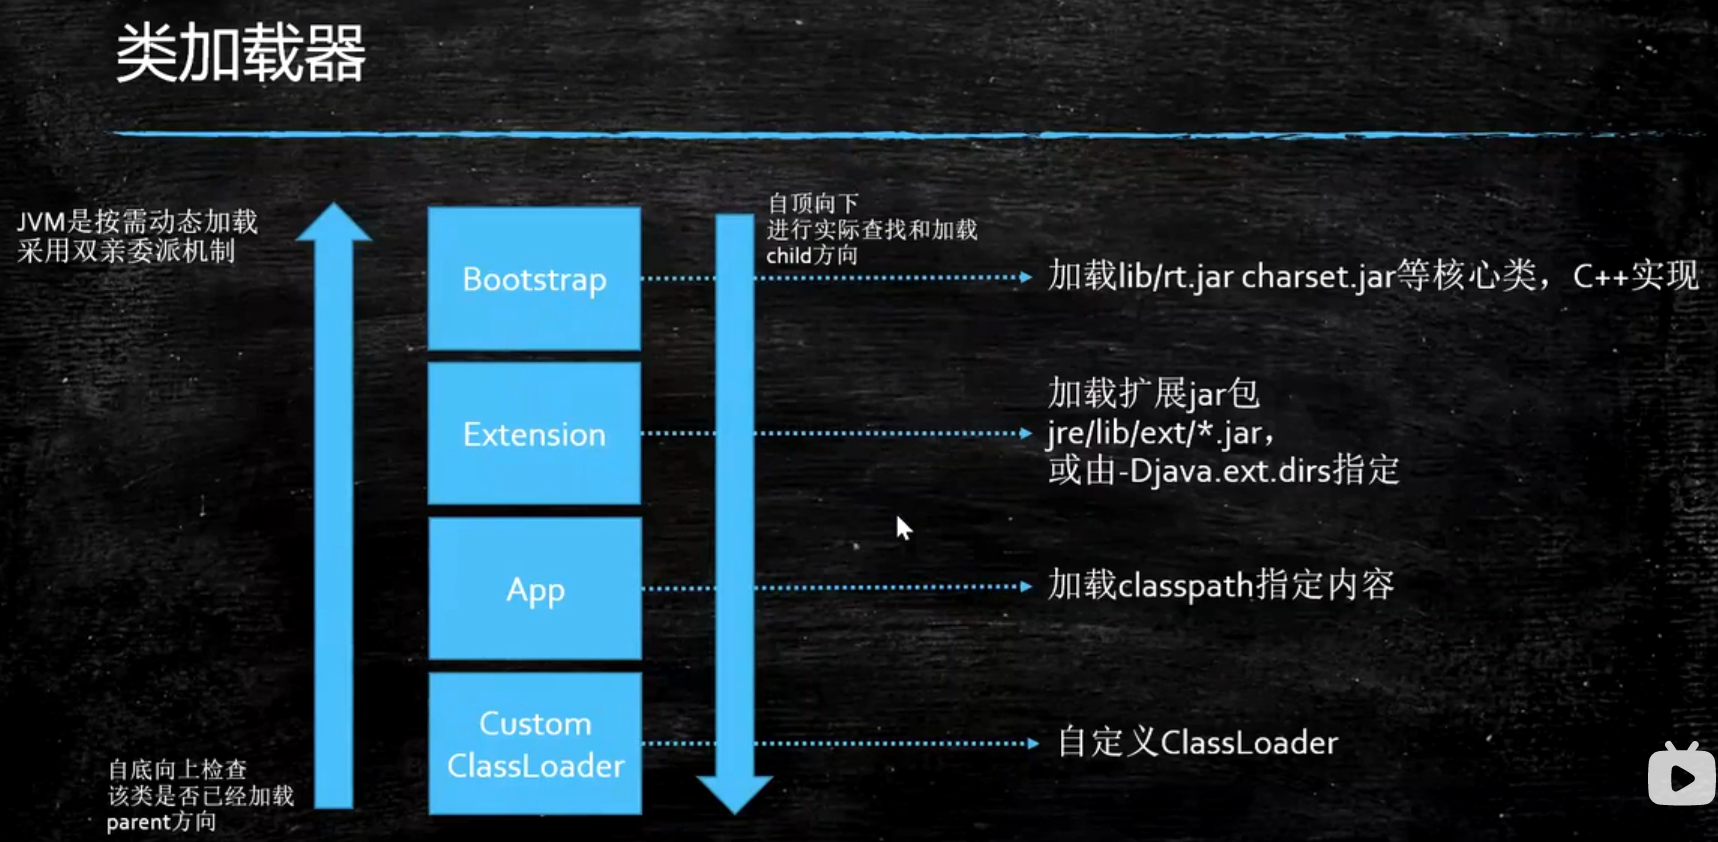 类加载器
JVM是按需动态加载
采用双亲委派机制
自顶向下
进行实际查找和加载
child方向
Bootstrap
加载lib/rt.jar charset.jar等核心类，C++实现
Extension
加载扩展jar包
jre/lib/ext/*.jar，
或由-Djava.ext.dirs指定
App
加载classpath指定内容
Custom
ClassLoader
自定义ClassLoader
自底向上检查
该类是否已经加载
parent方向